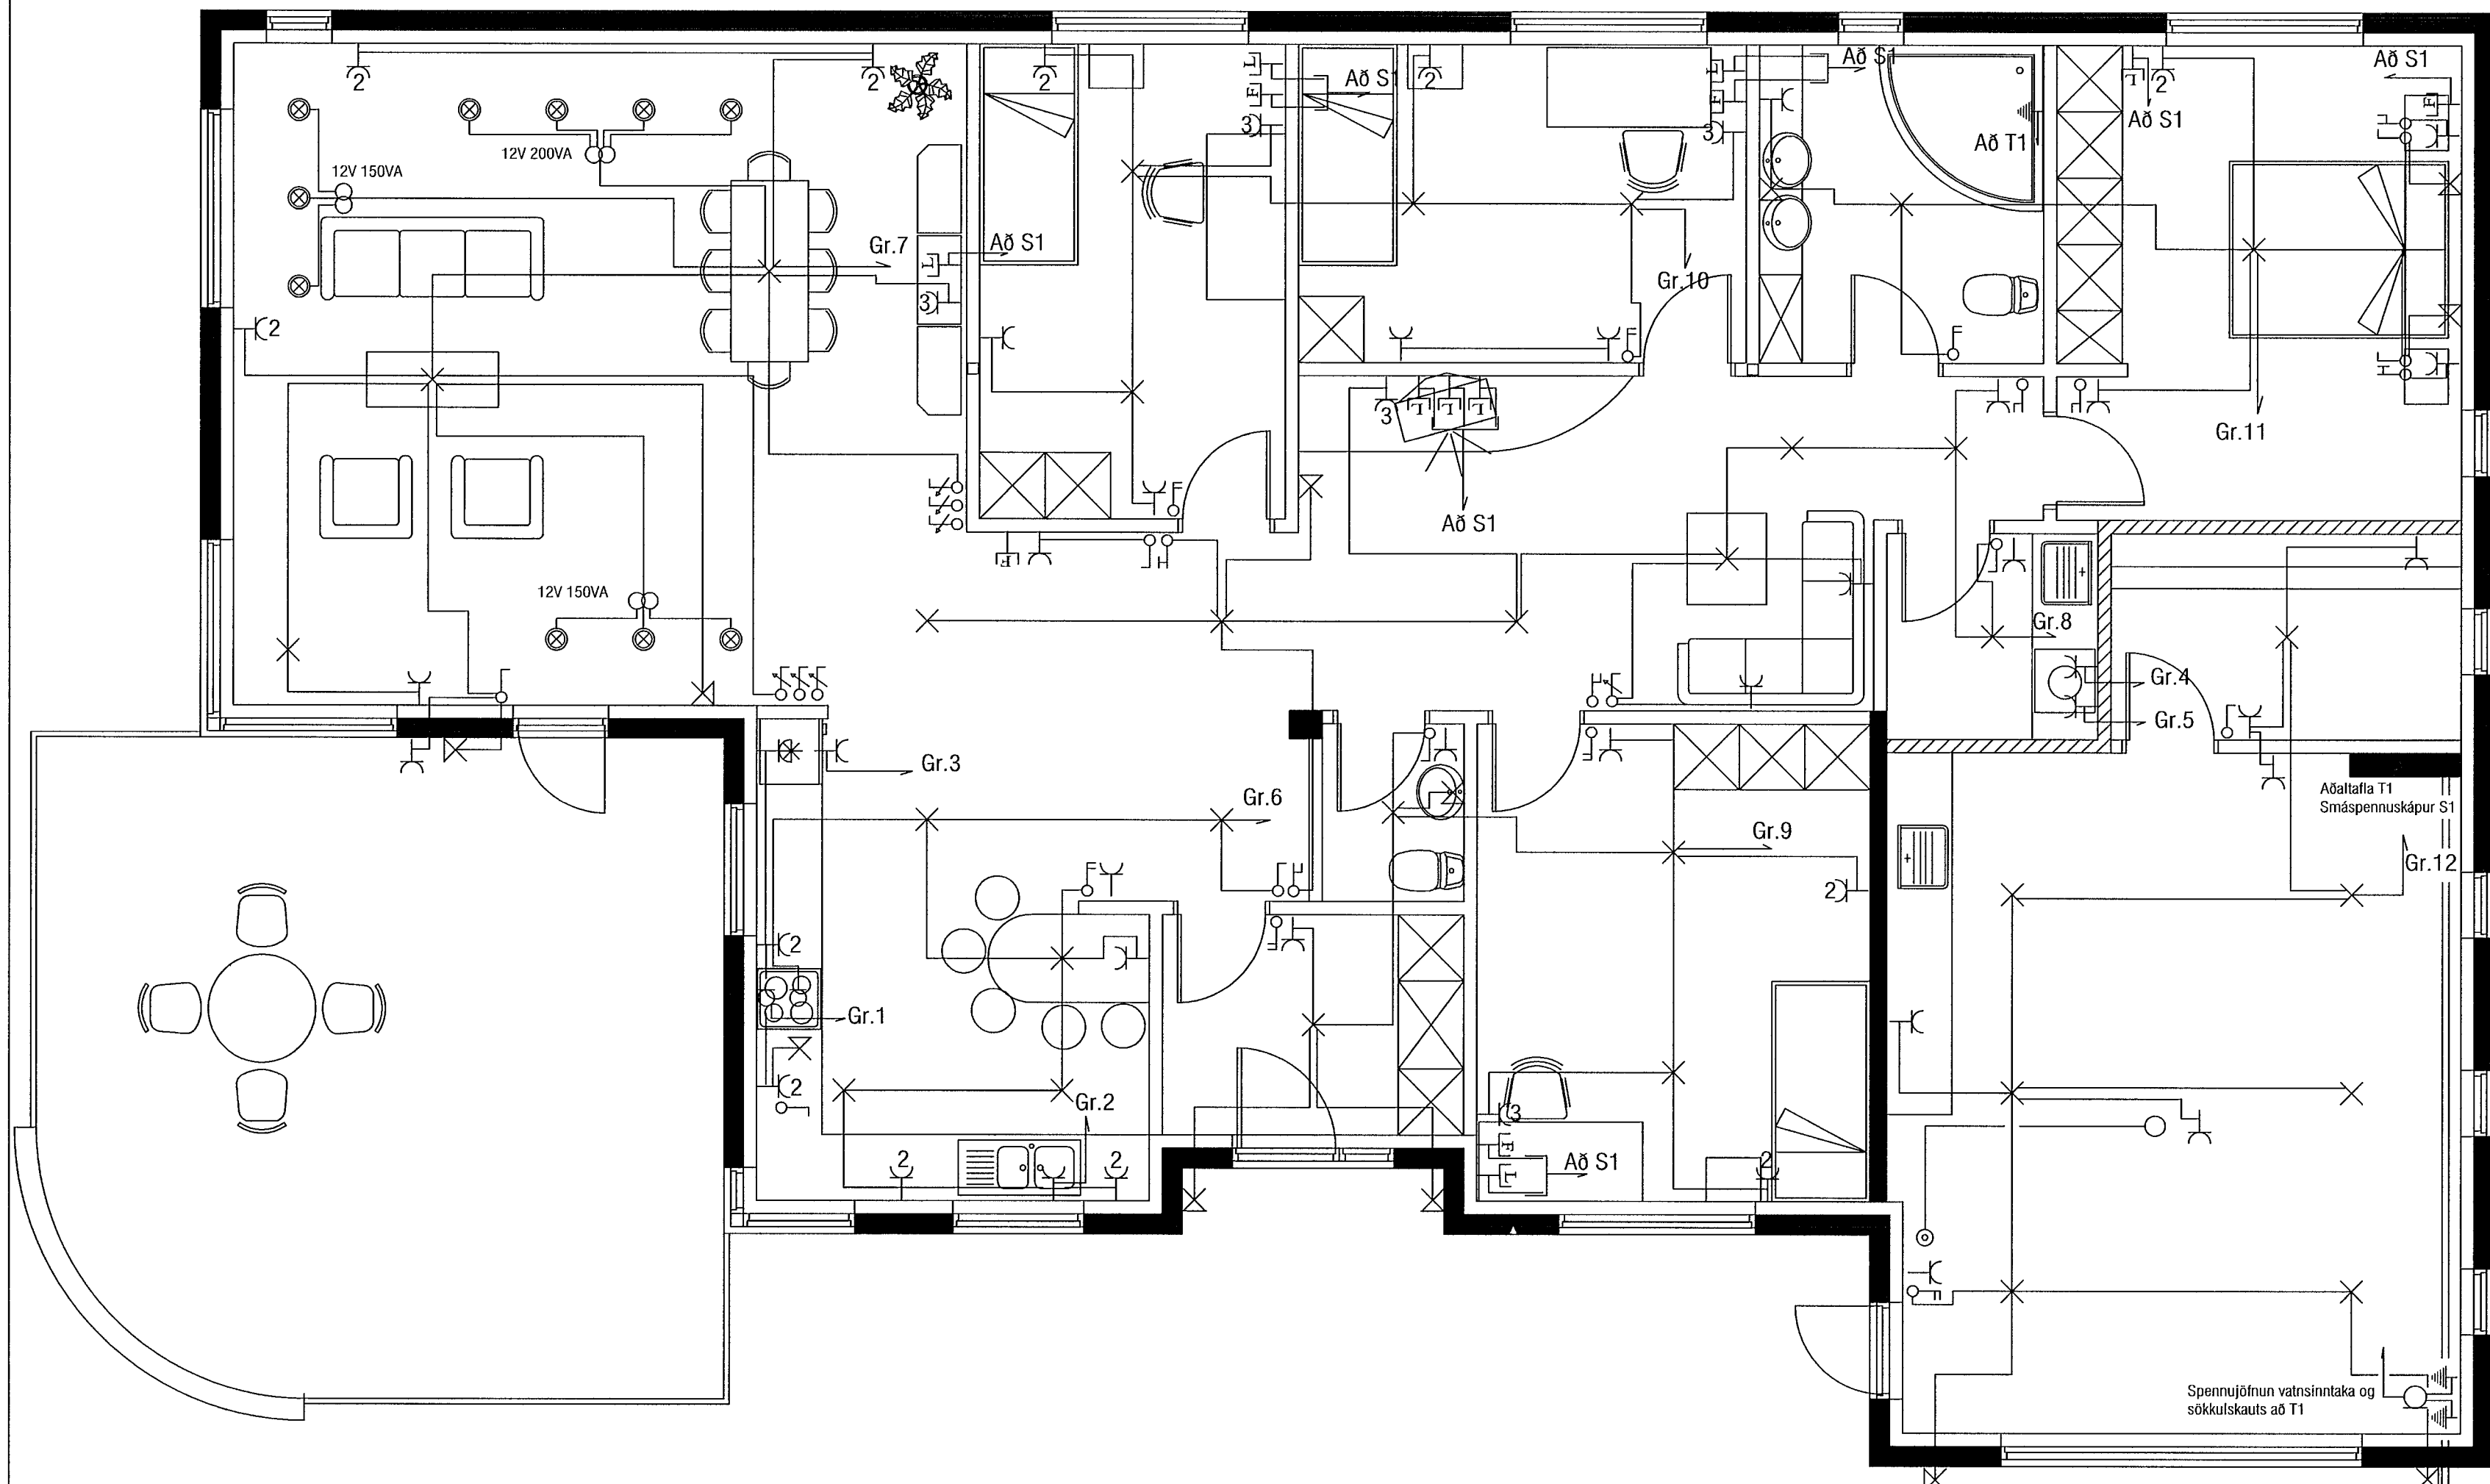 2
2
2
2
2
Að S1
Að S1
Að S1
L
L
F
F
L
F
12V 200VA
3
3
Að S1
Að T1
12V 150VA
Gr.7
Að S1
L
Gr.10
3
2
3
L
L
L
Gr.11
Að S1
F
12V 150VA
Gr.8
Gr.4
Gr.5
Gr.3
Gr.6
Aðaltafla T1
Smáspennuskápur S1
Gr.9
Gr.12
2
2
Gr.1
2
Gr.2
3
F
L
2
2
Að S1
2
Spennujöfnun vatnsinntaka og
sökkulskauts að T1